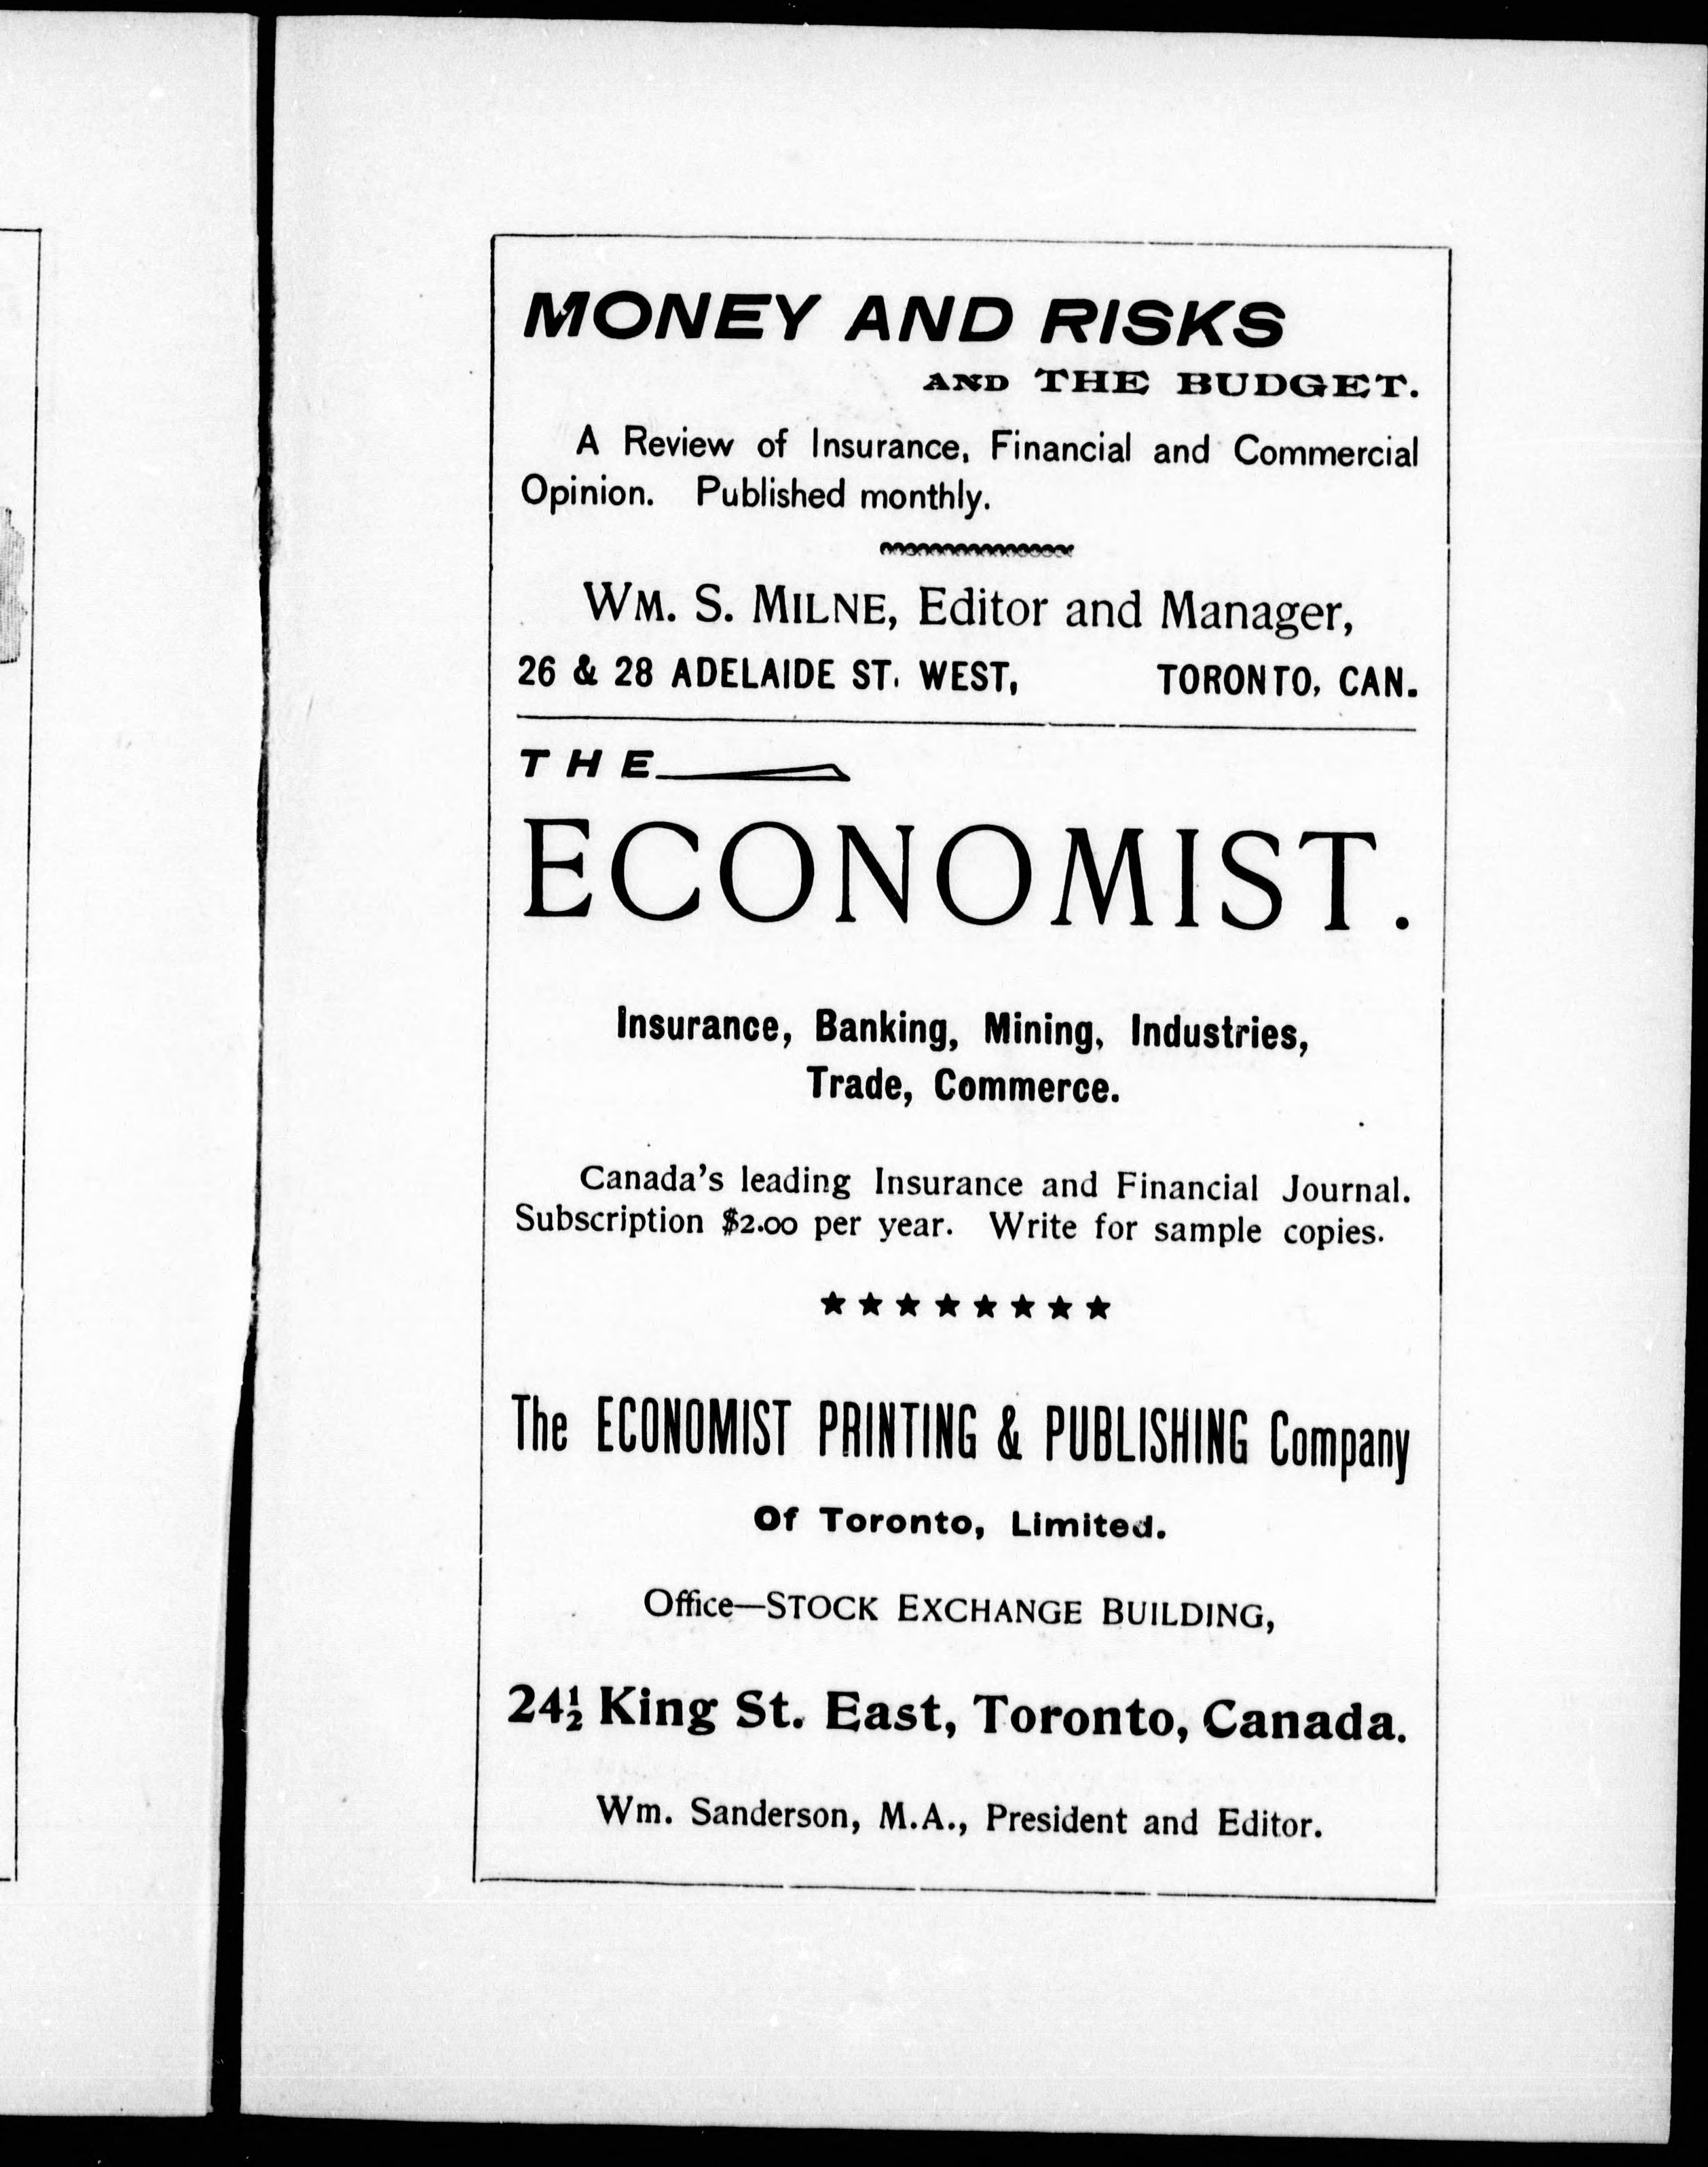 MONEY AND RISKS
AND THE BUDGET.
A Review of Insurance, Financial and Commercial
Opinion. Published monthly.
WM. S. MILNE, Editor and Manager,
26 & 28 ADELAIDE ST. WEST, TORONTO, CAN.
THE
ECONOMIST.
Insurance, Banking, Mining, Industries,
Trade, Commerce.
Canada's leading Insurance and Financial Journal.
Subscription $2.00 per year. Write for sample copies.
★ ★ ★ ★ ★ ★ ★ ★
The ECONOMIST PRINTING & PUBLISHING Company
Of Toronto, Limited.
Office—STOCK EXCHANGE BUILDING,
24½ King St. East, Toronto, Canada.
Wm. Sanderson, M.A., President and Editor.